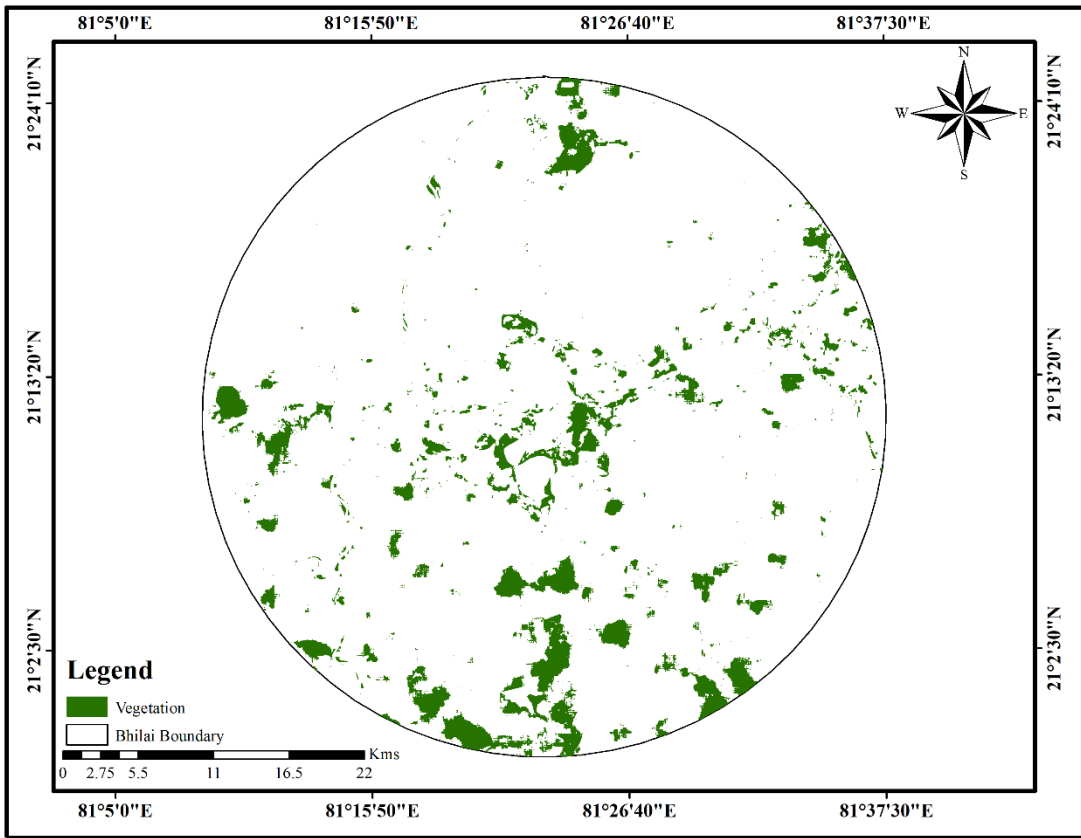 81°5'0"E 81°15'50"E 81°26'40"E 81°37'30"E
N
W E
S
21°24'10"N 21°24'10"N
21°13'20"N 21°13'20"N
21°2'30"N 21°2'30"N
Legend
Vegetation
Bhilai Boundary
Kms
0 2.75 5.5 11 16.5 22
81°5'0"E 81°15'50"E 81°26'40"E 81°37'30"E